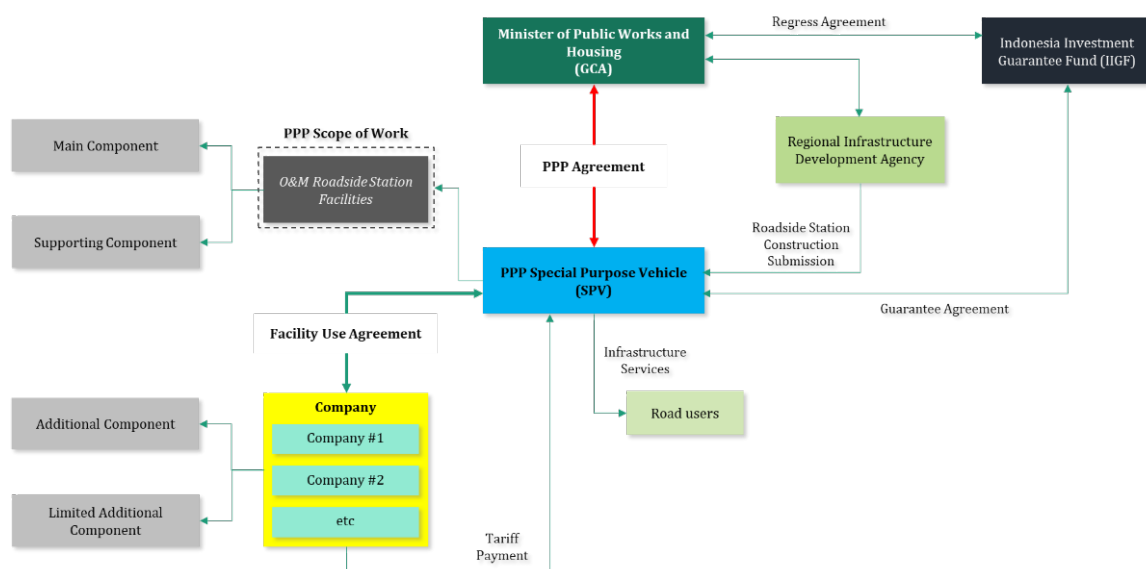 Minister of Public Works and
Housing
(GCA)
Regress Agreement
Indonesia Investment
Guarantee Fund (IIGF)
Main Component
PPP Scope of Work
O&M Roadside Station
Facilities
PPP Agreement
Regional Infrastructure
Development Agency
Supporting Component
Roadside Station
Construction
Submission
PPP Special Purpose Vehicle
(SPV)
Guarantee Agreement
Facility Use Agreement
Infrastructure
Services
Road users
Company
Company #1
Company #2
etc
Additional Component
Limited Additional
Component
Tariff
Payment